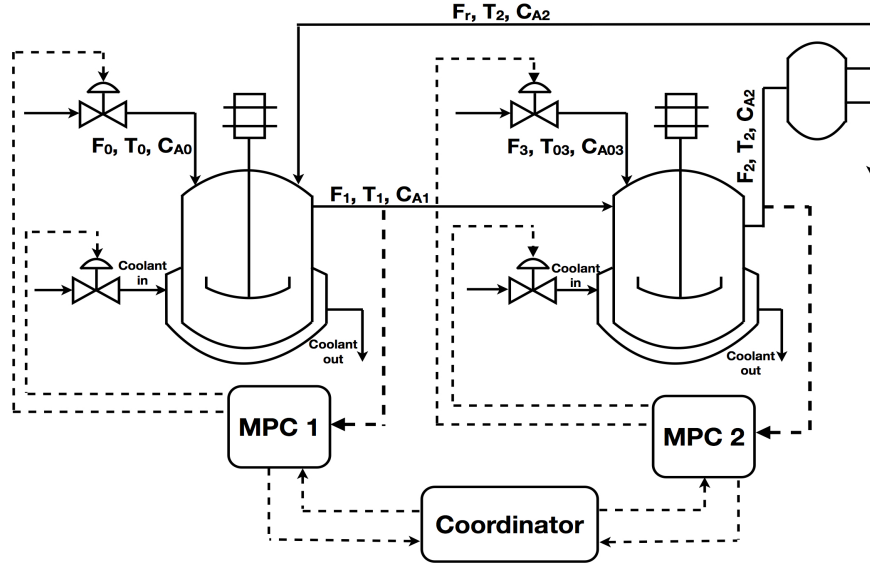 Fr, T2, CA2
F0, T0, CA0
F3, T03, CA03
F2, T2, CA2
F1, T1, CA1
Coolant
in
Coolant
in
Coolant
out
Coolant
out
MPC 1
MPC 2
Coordinator